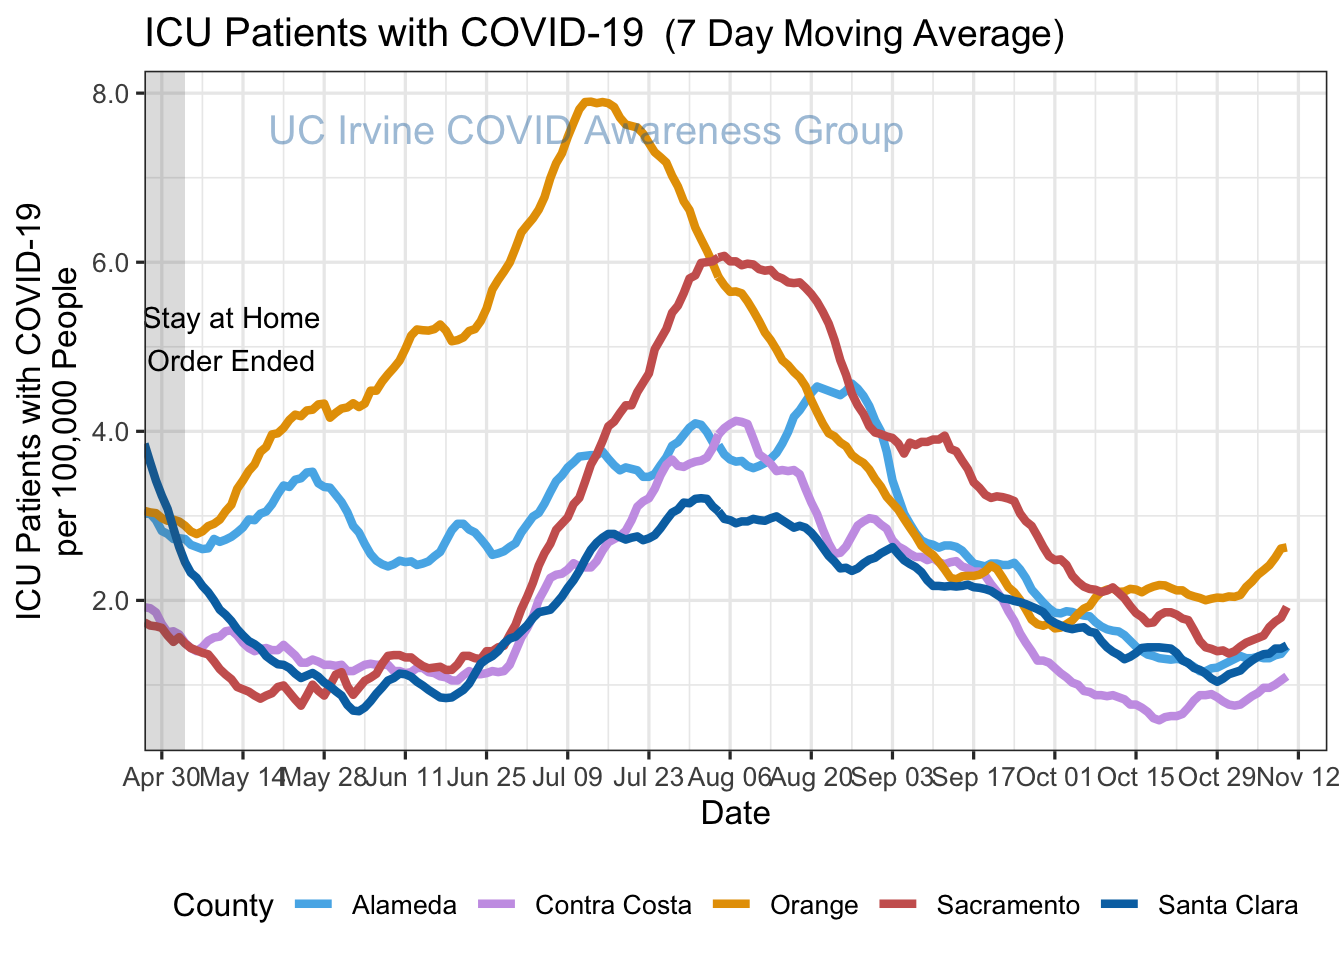 ICU Patients with COVID-19 (7 Day Moving Average)
8.0
UC Irvine COVID Awareness Group
6.0
Stay at Home
Order Ended
4.0
2.0
ICU Patients with COVID-19
per 100,000 People
Apr 30 May 14 May 28 Jun 11 Jun 25 Jul 09 Jul 23 Aug 06 Aug 20 Sep 03 Sep 17 Oct 01 Oct 15 Oct 29 Nov 12
Date
County Alameda Contra Costa Orange Sacramento Santa Clara